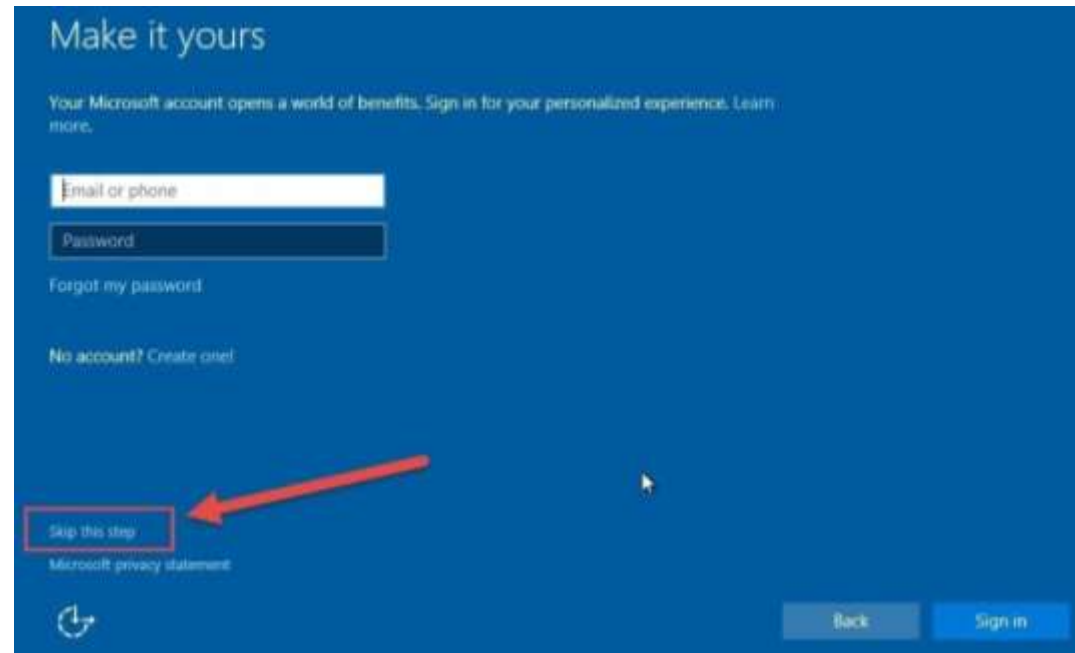 Make it yours
Your Microsoft account opens a world of benefits. Sign in for your personalized experience. Learn
more.
Email or phone
Password
Forgot my password
No account? Create one!
Skip this step
Microsoft privacy statement
Back
Sign in